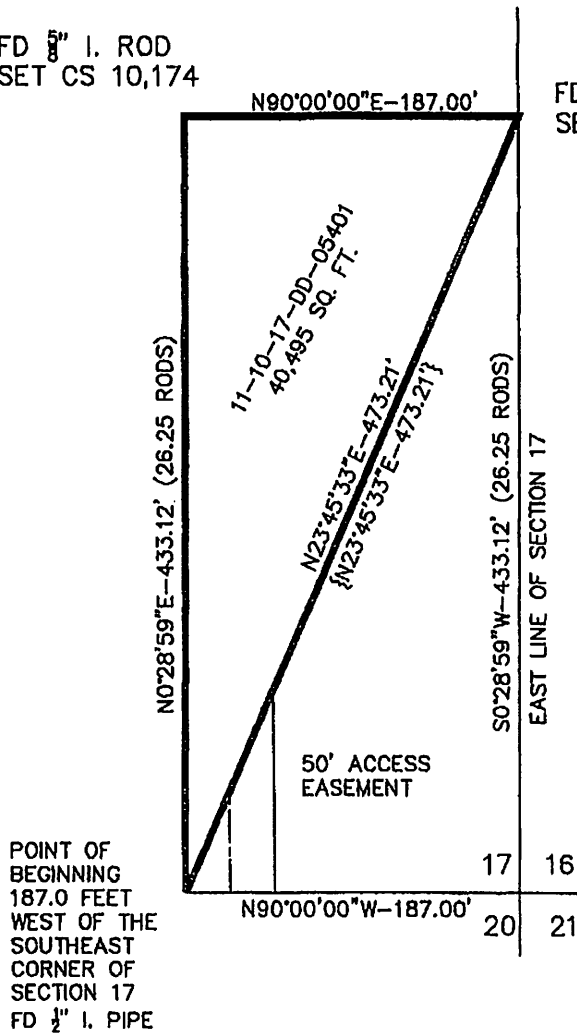 FD 5/8" I. ROD
SET CS 10,174
N90°00'00"E-187.00'
FD
SE
11-10-17-DD-05401
40,495 SQ. FT.
N0°28'59"E-433.12' (26.25 RODS)
N23°45'33"E-473.21'
{N23°45'33"E-473.21'}
S0°28'59"W-433.12' (26.25 RODS)
EAST LINE OF SECTION 17
50' ACCESS
EASEMENT
17 16
20 21
N90°00'00"W-187.00'
POINT OF
BEGINNING
187.0 FEET
WEST OF THE
SOUTHEAST
CORNER OF
SECTION 17
FD 1/2" I. PIPE